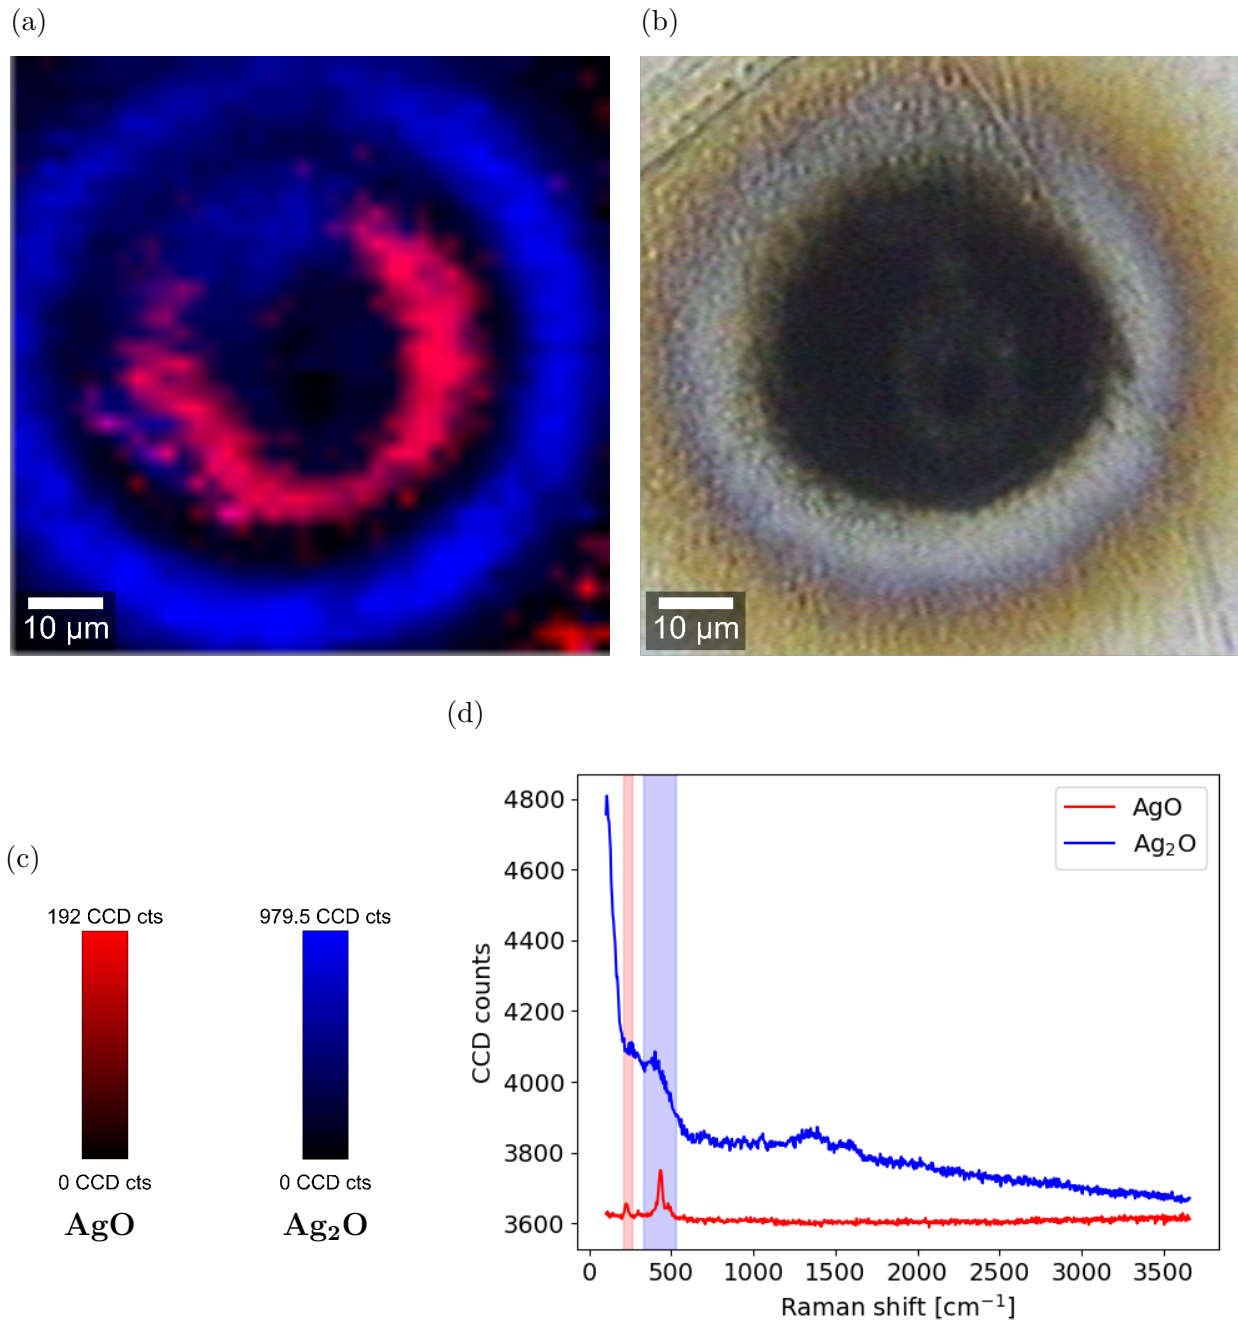 (a)
(b)
10 µm
10 µm
(c)
192 CCD cts
979.5 CCD cts
0 CCD cts
0 CCD cts
AgO
Ag₂O
(d)
4800
4600
4400
4200
4000
3800
3600
CCD counts
AgO
Ag₂O
0
500
1000
1500
2000
2500
3000
3500
Raman shift [cm⁻¹]